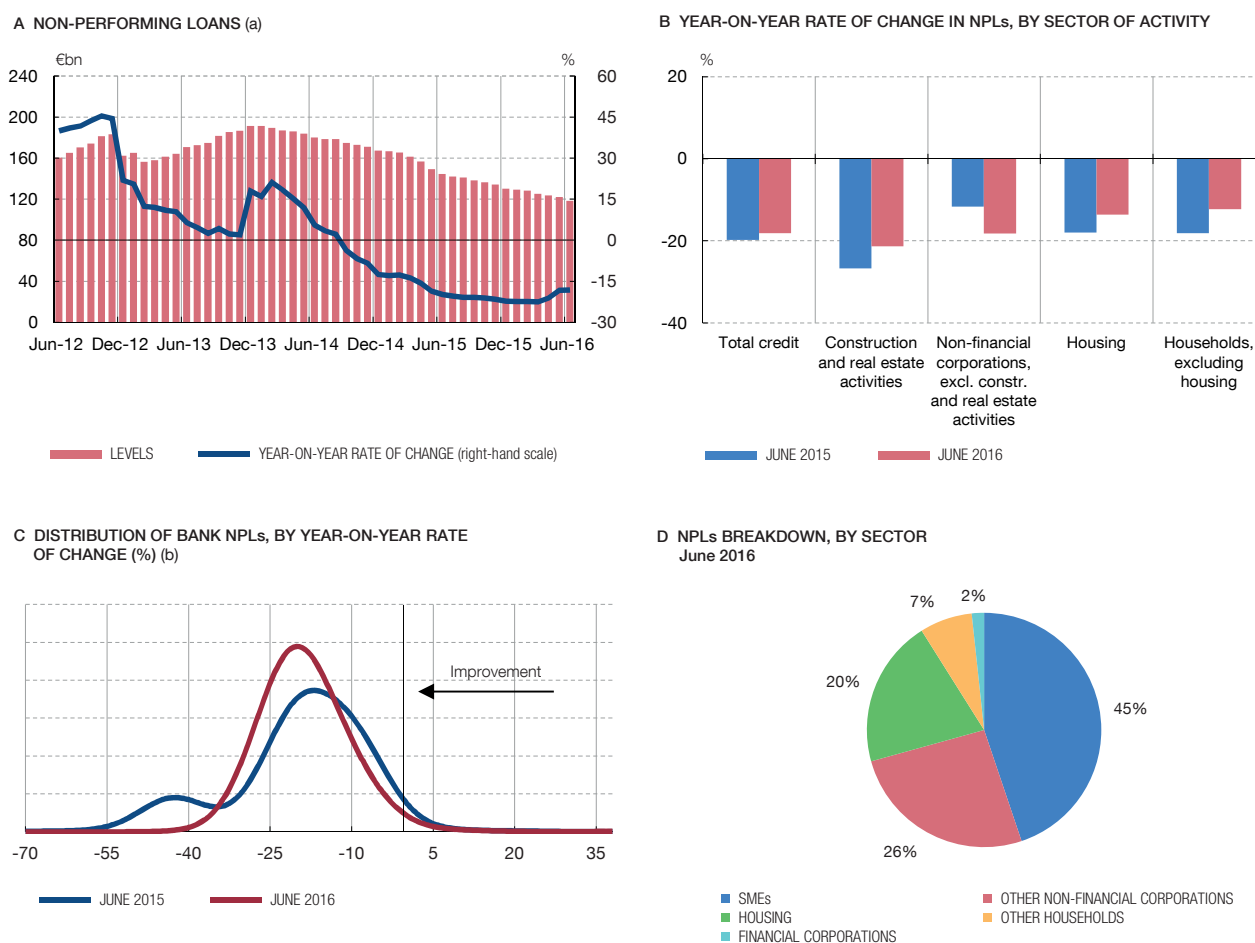 A NON-PERFORMING LOANS (a)
€bn
%
240
200
160
120
80
40
0
60
45
30
15
0
-15
-30
Jun-12 Dec-12 Jun-13 Dec-13 Jun-14 Dec-14 Jun-15 Dec-15 Jun-16
LEVELS
YEAR-ON-YEAR RATE OF CHANGE (right-hand scale)
B YEAR-ON-YEAR RATE OF CHANGE IN NPLs, BY SECTOR OF ACTIVITY
%
20
0
-20
-40
Total credit
Construction
and real estate
activities
Non-financial
corporations,
excl. constr.
and real estate
activities
Housing
Households,
excluding
housing
JUNE 2015
JUNE 2016
C DISTRIBUTION OF BANK NPLs, BY YEAR-ON-YEAR RATE
OF CHANGE (%) (b)
Improvement
-70 -55 -40 -25 -10 5 20 35
JUNE 2015
JUNE 2016
D NPLs BREAKDOWN, BY SECTOR
June 2016
45%
26%
20%
7%
2%
SMEs
HOUSING
FINANCIAL CORPORATIONS
OTHER NON-FINANCIAL CORPORATIONS
OTHER HOUSEHOLDS